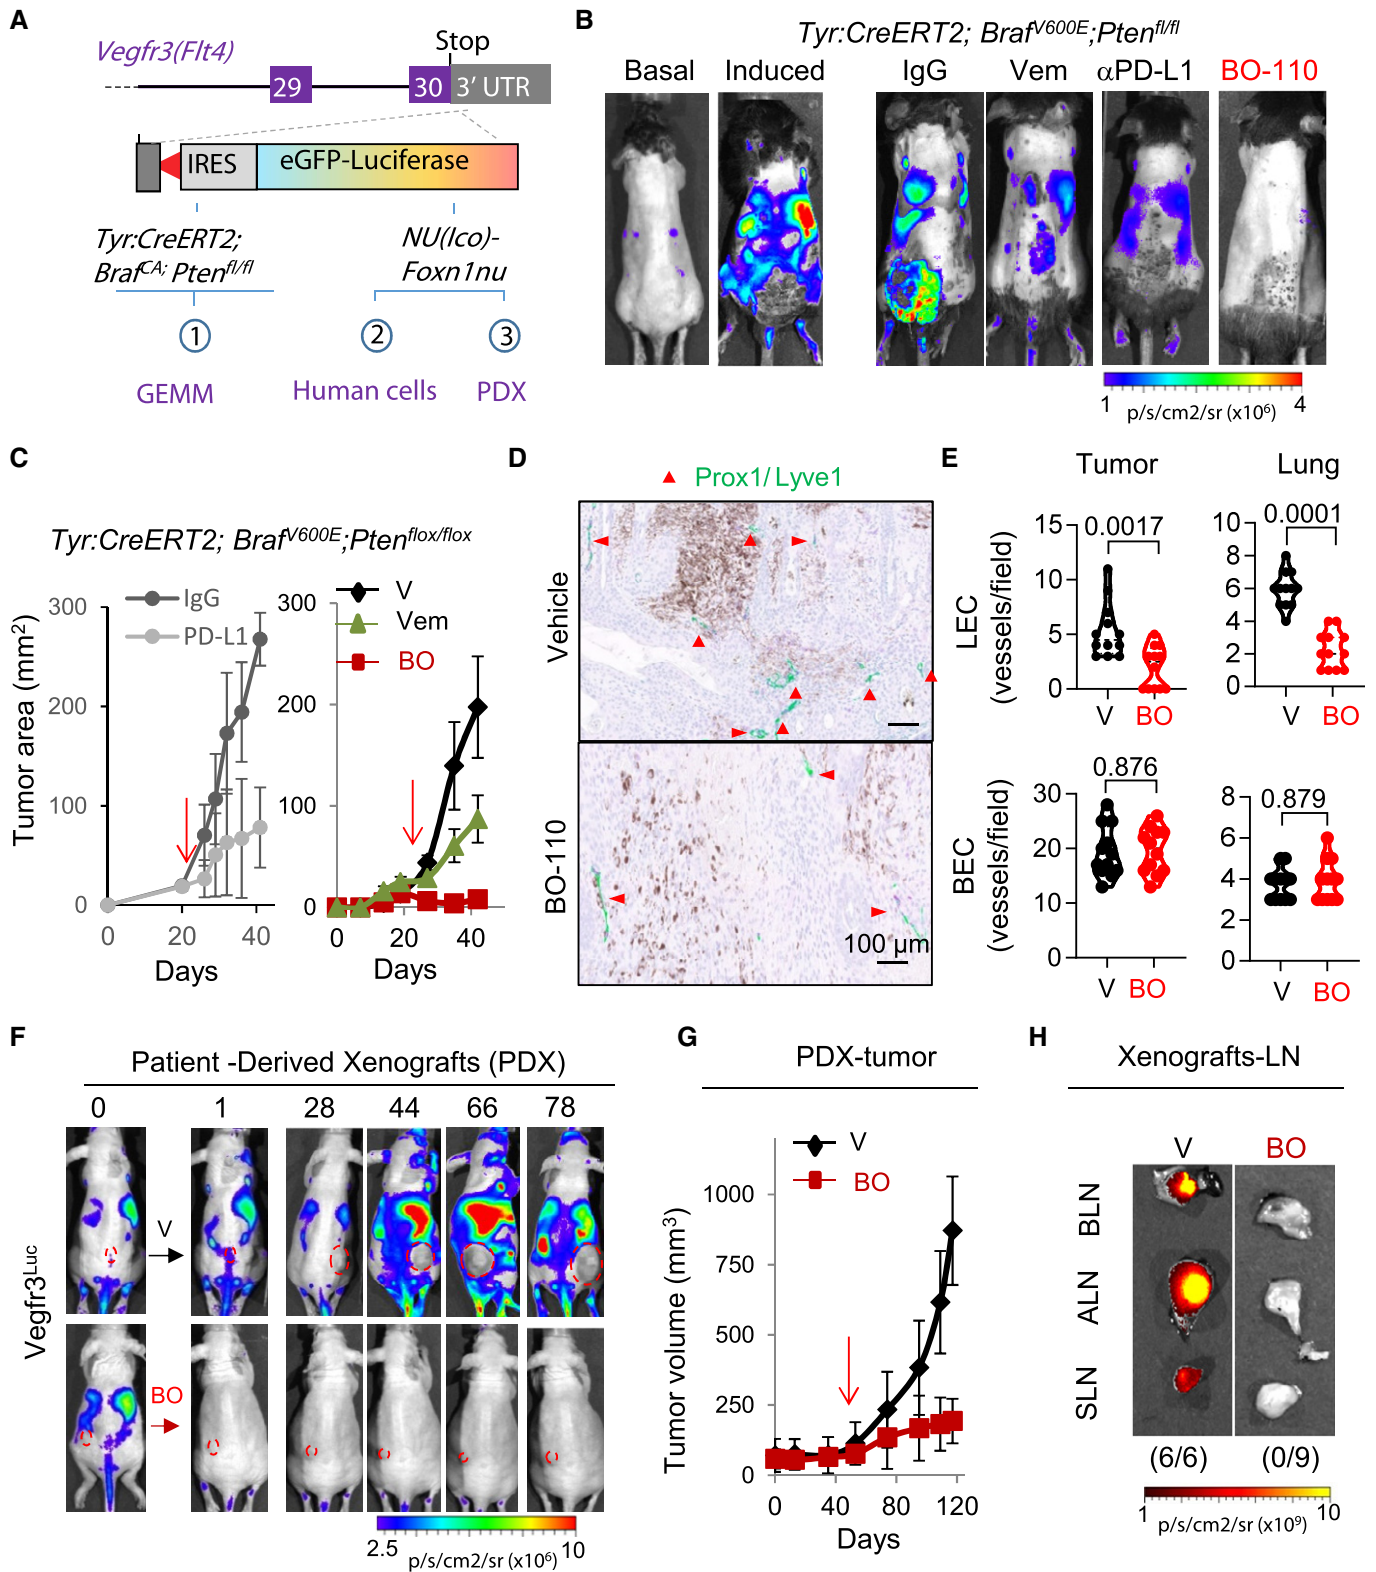 A
Vegfr3(Flt4)
Stop
29
30
3' UTR
IRES
eGFP-Luciferase
Tyr:CreERT2;
BrafCA; Ptenfl/fl
NU(Ico)-
Foxn1nu
1
2
3
GEMM
Human cells
PDX
B
Tyr:CreERT2; BrafV600E;Ptenfl/fl
Basal
Induced
IgG
Vem
αPD-L1
BO-110
1
4
p/s/cm2/sr (x10⁶)
C
Tyr:CreERT2; BrafV600E;Ptenflox/flox
Tumor area (mm²)
300
200
100
0
IgG
PD-L1
0
20
40
Days
300
200
100
0
V
Vem
BO
0
20
40
Days
D
Prox1/ Lyve1
Vehicle
BO-110
100 µm
E
Tumor
Lung
LEC
(vessels/field)
15
10
5
0
0.0017
V
BO
10
8
6
4
2
0
0.0001
V
BO
BEC
(vessels/field)
30
20
10
0
0.876
V
BO
8
6
4
2
0
0.879
V
BO
F
Patient -Derived Xenografts (PDX)
0
1
28
44
66
78
Vegfr3Luc
V
BO
2.5
10
p/s/cm2/sr (x10⁶)
G
PDX-tumor
Tumor volume (mm³)
V
BO
1000
750
500
250
0
0
40
80
120
Days
H
Xenografts-LN
V
BO
BLN
ALN
SLN
(6/6)
(0/9)
1
10
p/s/cm2/sr (x10⁹)